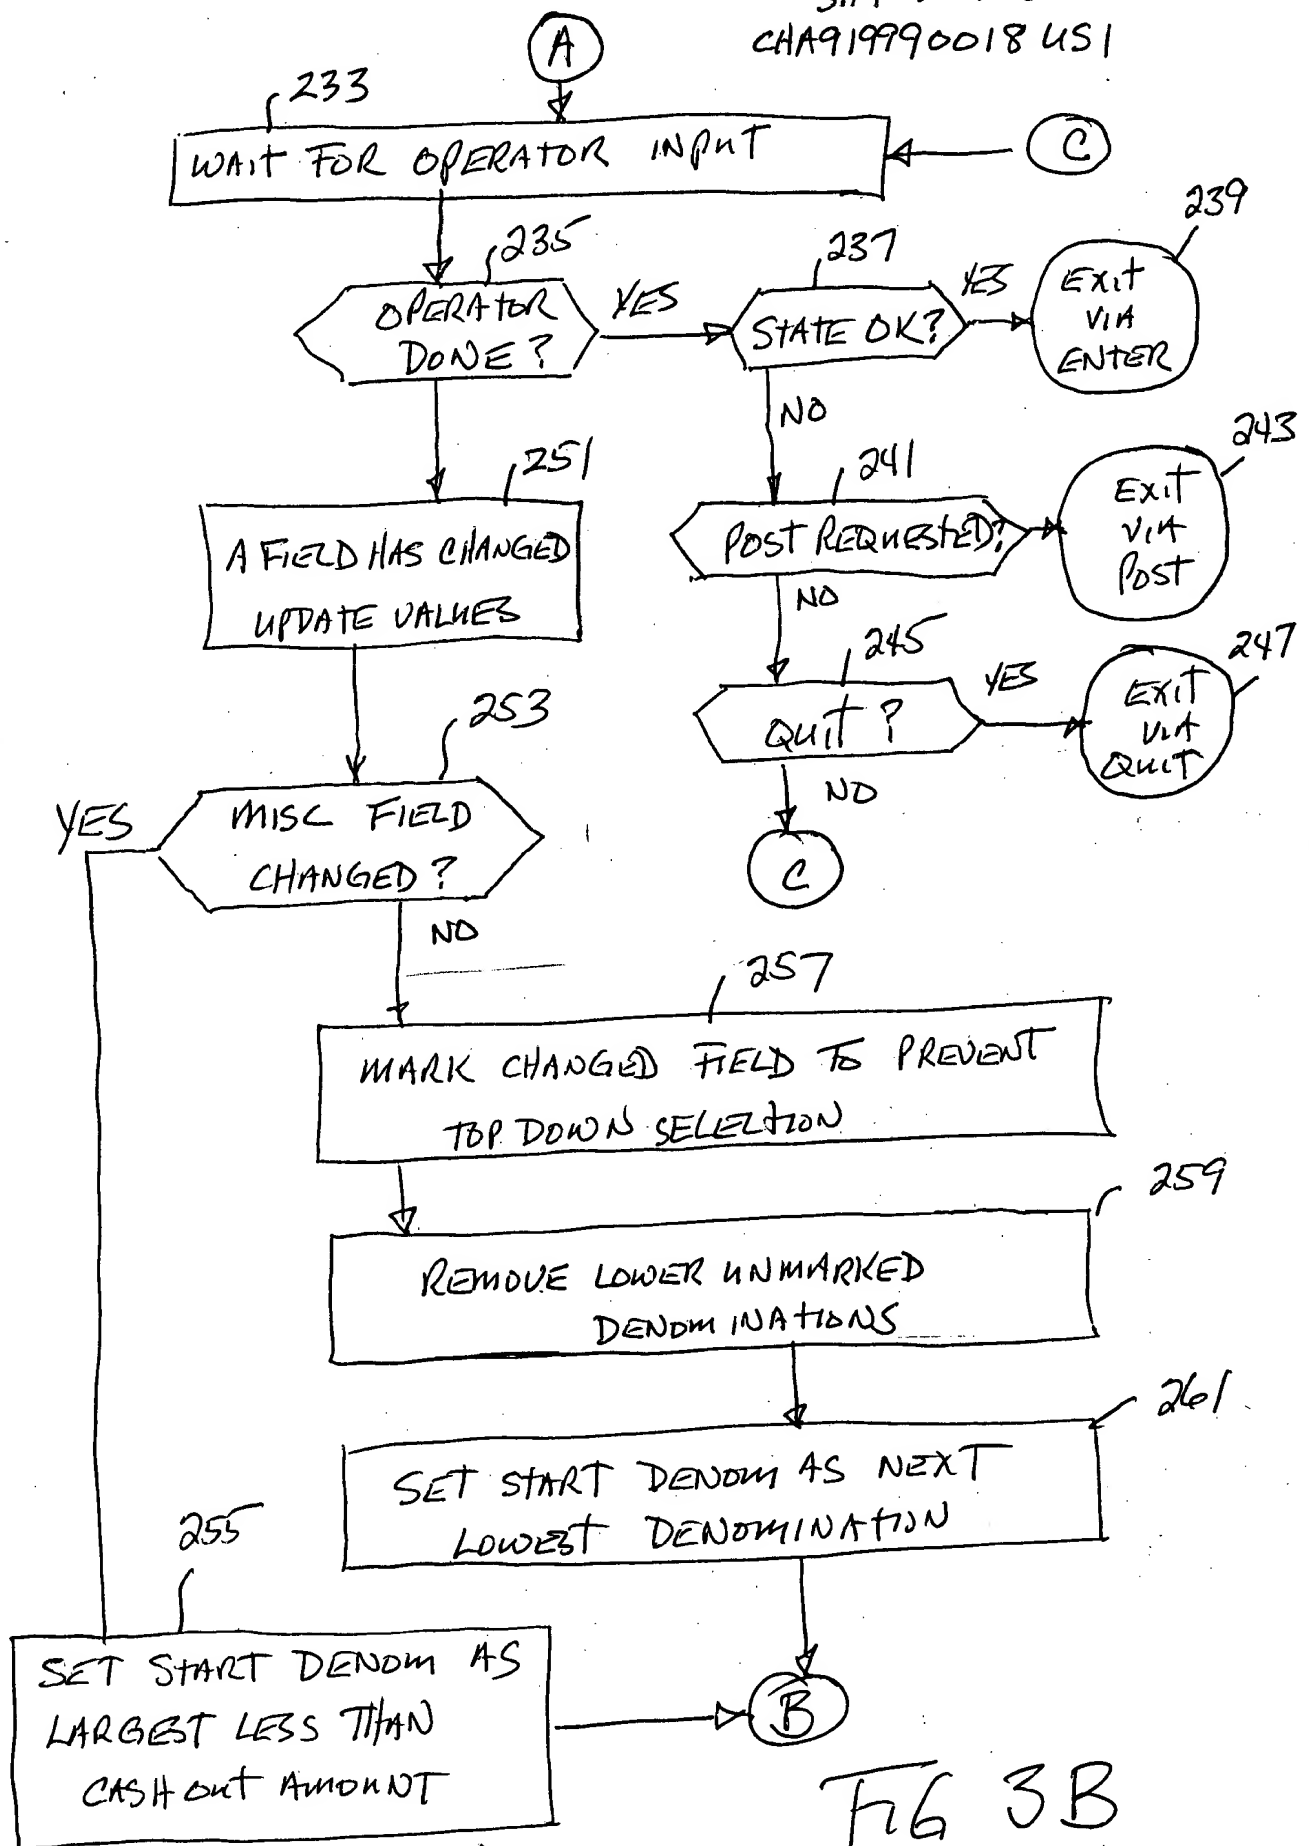 CHA919990018 US1
A
233
WAIT FOR OPERATOR INPUT
C
239
235
237
OPERATOR
DONE?
YES
STATE OK?
YES
EXIT
VIA
ENTER
NO
243
251
241
A FIELD HAS CHANGED
UPDATE VALUES
POST REQUESTED?
EXIT
VIA
POST
NO
245
247
253
QUIT?
YES
EXIT
VIA
QUIT
NO
YES
MISC FIELD
CHANGED?
C
NO
257
MARK CHANGED FIELD TO PREVENT
TOP DOWN SELECTION
259
REMOVE LOWER UNMARKED
DENOMINATIONS
261
SET START DENOM AS NEXT
LOWEST DENOMINATION
255
SET START DENOM AS
LARGEST LESS THAN
CASH OUT AMOUNT
B
FIG 3B